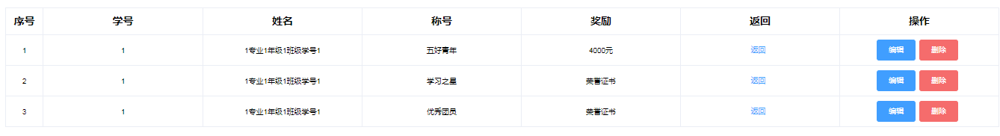 序号 学号 姓名 称号 奖励 返回 操作
1 1 1专业1年级1班级学号1 五好青年 4000元 返回 编辑 删除
2 1 1专业1年级1班级学号1 学习之星 荣誉证书 返回 编辑 删除
3 1 1专业1年级1班级学号1 优秀团员 荣誉证书 返回 编辑 删除